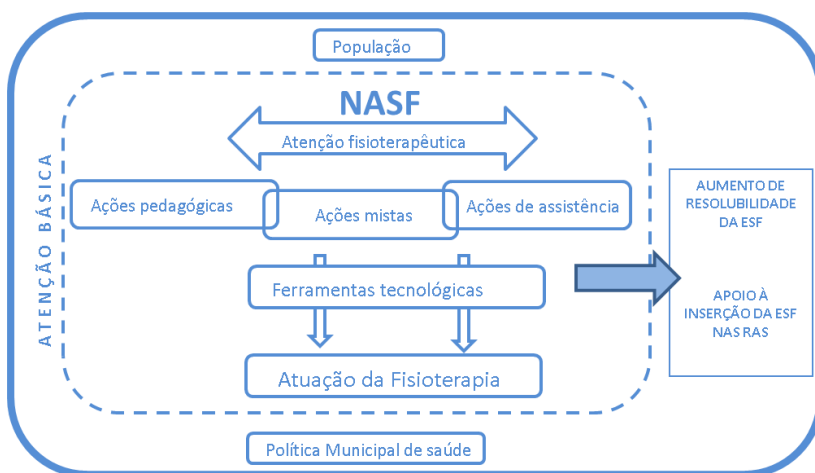 População
NASF
Atenção fisioterapêutica
ATENÇÃO BÁSICA
Ações pedagógicas
Ações mistas
Ações de assistência
Ferramentas tecnológicas
Atuação da Fisioterapia
Política Municipal de saúde
AUMENTO DE
RESOLUBILIDADE
DA ESF
APOIO À
INSERÇÃO DA ESF
NAS RAS